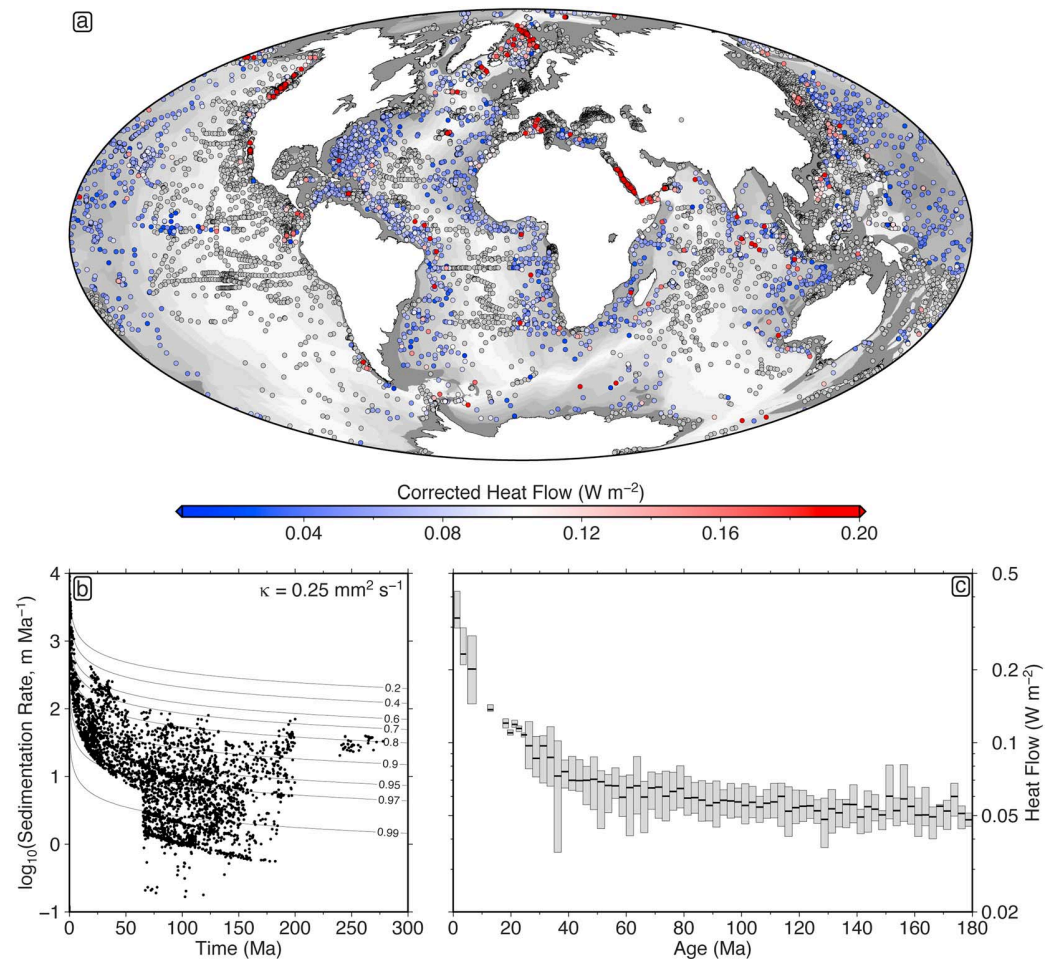 a
Corrected Heat Flow (W m⁻²)
0.04 0.08 0.12 0.16 0.20
b
κ = 0.25 mm² s⁻¹
log₁₀(Sedimentation Rate, m Ma⁻¹)
4
3
2
1
0
−1
0.2
0.4
0.6
0.7
0.8
0.9
0.95
0.97
0.99
0 50 100 150 200 250 300
Time (Ma)
c
0.5
0.2
0.1
0.05
0.02
Heat Flow (W m⁻²)
0 20 40 60 80 100 120 140 160 180
Age (Ma)